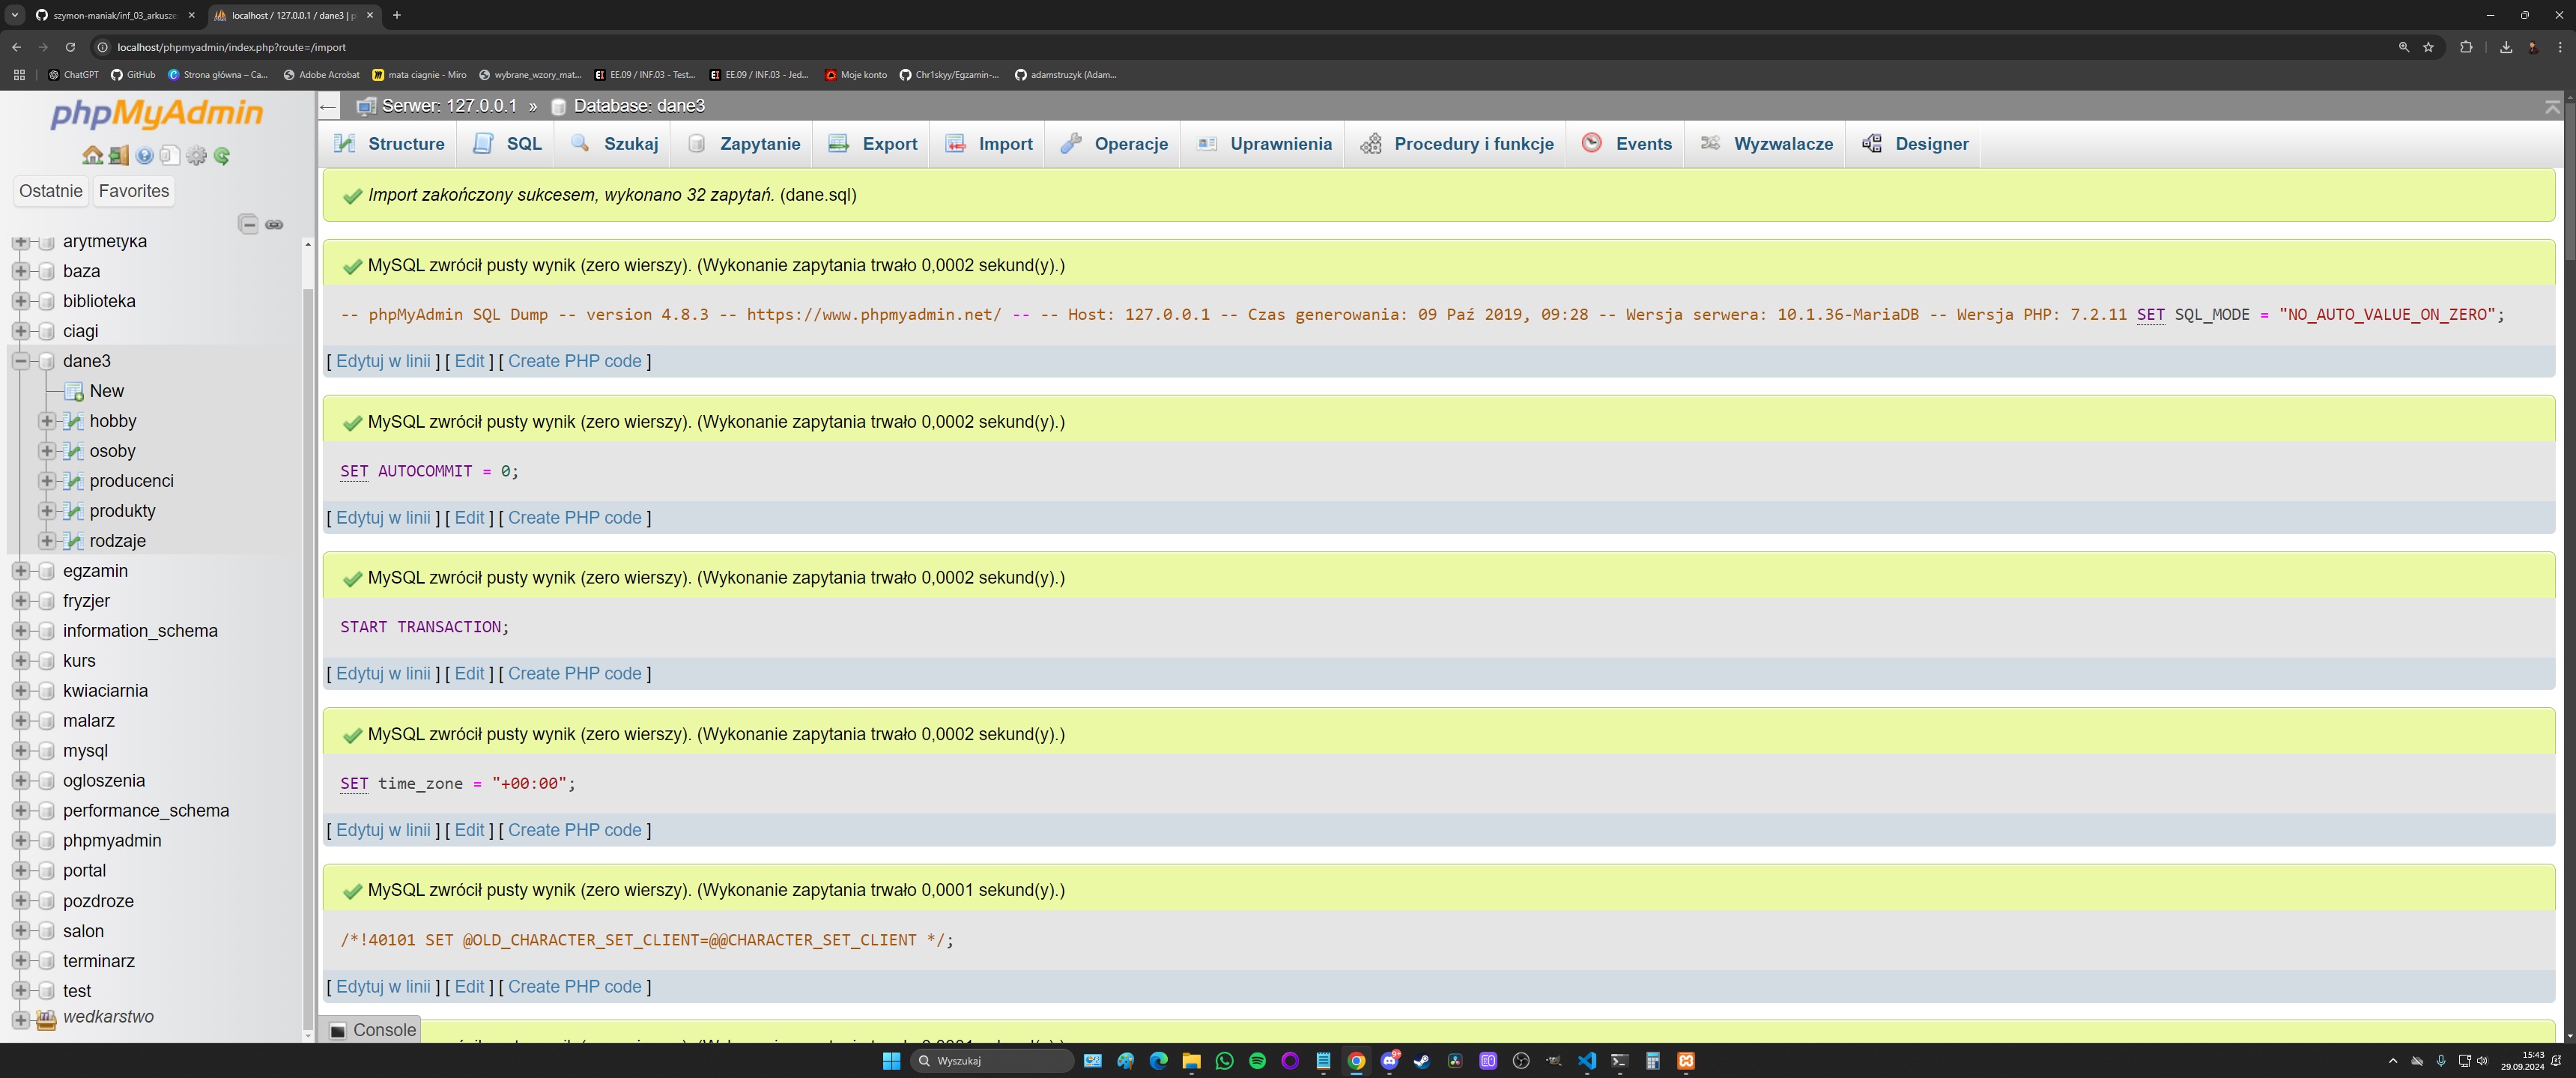 szymon-maniak/inf_03_arkusze
localhost / 127.0.0.1 / dane3 | p
localhost/phpmyadmin/index.php?route=/import
ChatGPT
GitHub
Strona główna – Ca...
Adobe Acrobat
mata ciagnie - Miro
wybrane_wzory_mat...
EE.09 / INF.03 - Test...
EE.09 / INF.03 - Jed...
Moje konto
Chr1skyy/Egzamin-...
adamstruzyk (Adam...
phpMyAdmin
Ostatnie
Favorites
arytmetyka
baza
biblioteka
ciagi
dane3
New
hobby
osoby
producenci
produkty
rodzaje
egzamin
fryzjer
information_schema
kurs
kwiaciarnia
malarz
mysql
ogloszenia
performance_schema
phpmyadmin
portal
pozdroze
salon
terminarz
test
wedkarstwo
Serwer: 127.0.0.1 » Database: dane3
Structure
SQL
Szukaj
Zapytanie
Export
Import
Operacje
Uprawnienia
Procedury i funkcje
Events
Wyzwalacze
Designer
Import zakończony sukcesem, wykonano 32 zapytań. (dane.sql)
MySQL zwrócił pusty wynik (zero wierszy). (Wykonanie zapytania trwało 0,0002 sekund(y).)
-- phpMyAdmin SQL Dump -- version 4.8.3 -- https://www.phpmyadmin.net/ -- -- Host: 127.0.0.1 -- Czas generowania: 09 Paź 2019, 09:28 -- Wersja serwera: 10.1.36-MariaDB -- Wersja PHP: 7.2.11 SET SQL_MODE = "NO_AUTO_VALUE_ON_ZERO";
[ Edytuj w linii ] [ Edit ] [ Create PHP code ]
MySQL zwrócił pusty wynik (zero wierszy). (Wykonanie zapytania trwało 0,0002 sekund(y).)
SET AUTOCOMMIT = 0;
[ Edytuj w linii ] [ Edit ] [ Create PHP code ]
MySQL zwrócił pusty wynik (zero wierszy). (Wykonanie zapytania trwało 0,0002 sekund(y).)
START TRANSACTION;
[ Edytuj w linii ] [ Edit ] [ Create PHP code ]
MySQL zwrócił pusty wynik (zero wierszy). (Wykonanie zapytania trwało 0,0002 sekund(y).)
SET time_zone = "+00:00";
[ Edytuj w linii ] [ Edit ] [ Create PHP code ]
MySQL zwrócił pusty wynik (zero wierszy). (Wykonanie zapytania trwało 0,0001 sekund(y).)
/*!40101 SET @OLD_CHARACTER_SET_CLIENT=@@CHARACTER_SET_CLIENT */;
[ Edytuj w linii ] [ Edit ] [ Create PHP code ]
Console
Wyszukaj
15:43
29.09.2024